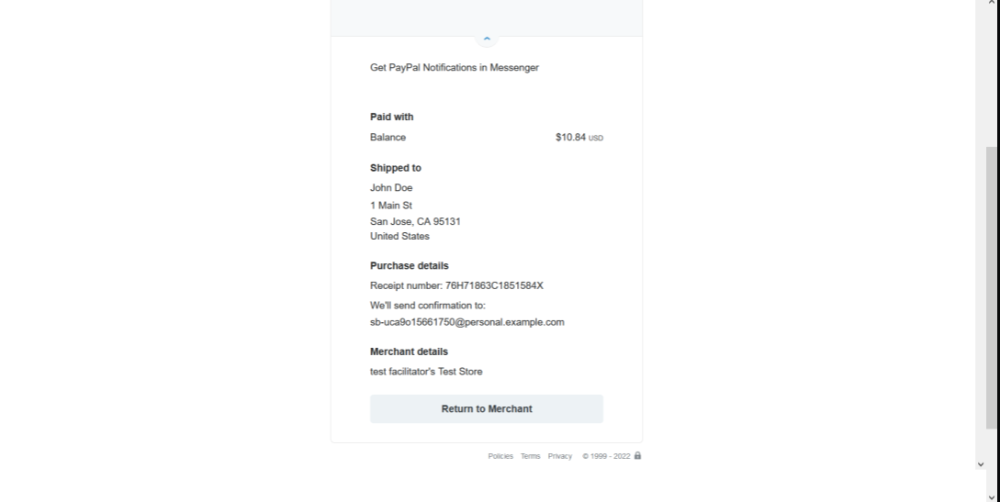 Get PayPal Notifications in Messenger
Paid with
Balance $10.84 USD
Shipped to
John Doe
1 Main St
San Jose, CA 95131
United States
Purchase details
Receipt number: 76H71863C1851584X
We'll send confirmation to:
sb-uca9o15661750@personal.example.com
Merchant details
test facilitator's Test Store
Return to Merchant
Policies Terms Privacy © 1999 - 2022